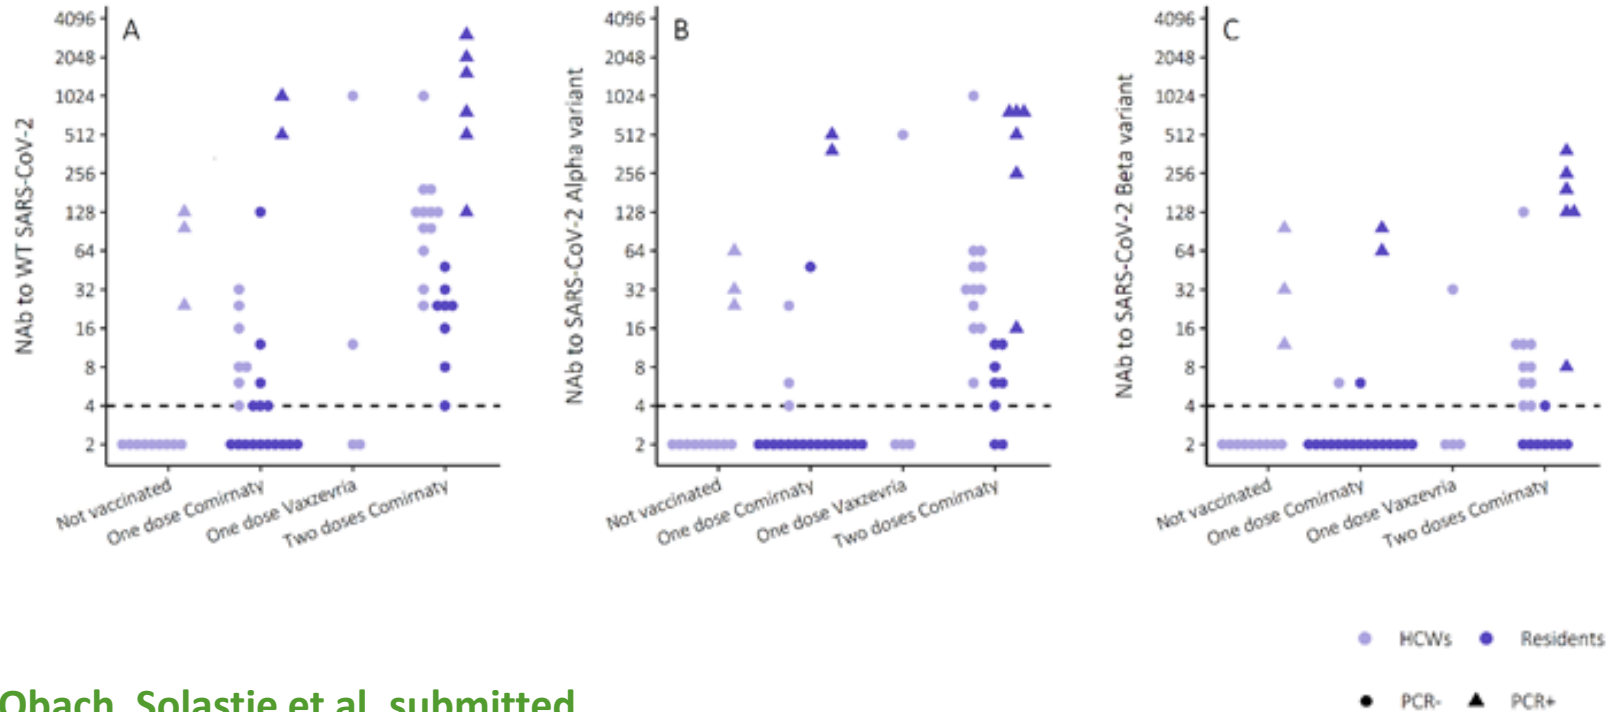 A
NAb to WT SARS-CoV-2
4096
2048
1024
512
256
128
64
32
16
8
4
2
Not vaccinated
One dose Comirnaty
One dose Vaxzevria
Two doses Comirnaty
B
NAb to SARS-CoV-2 Alpha variant
4096
2048
1024
512
256
128
64
32
16
8
4
2
Not vaccinated
One dose Comirnaty
One dose Vaxzevria
Two doses Comirnaty
C
NAb to SARS-CoV-2 Beta variant
4096
2048
1024
512
256
128
64
32
16
8
4
2
Not vaccinated
One dose Comirnaty
One dose Vaxzevria
Two doses Comirnaty
HCWs Residents
PCR- PCR+
Obach, Solastie et al. submitted